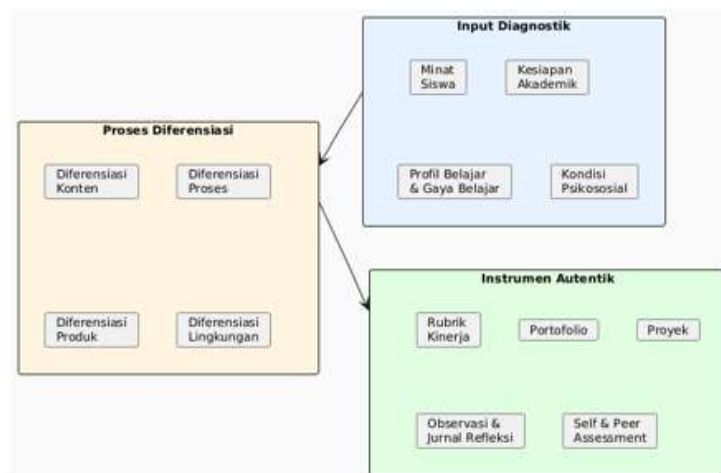 Input Diagnostik
Minat
Siswa
Kesiapan
Akademik
Profil Belajar
& Gaya Belajar
Kondisi
Psikososial
Proses Diferensiasi
Diferensiasi
Konten
Diferensiasi
Proses
Diferensiasi
Produk
Diferensiasi
Lingkungan
Instrumen Autentik
Rubrik
Kinerja
Portofolio
Proyek
Observasi &
Jurnal Refleksi
Self & Peer
Assessment